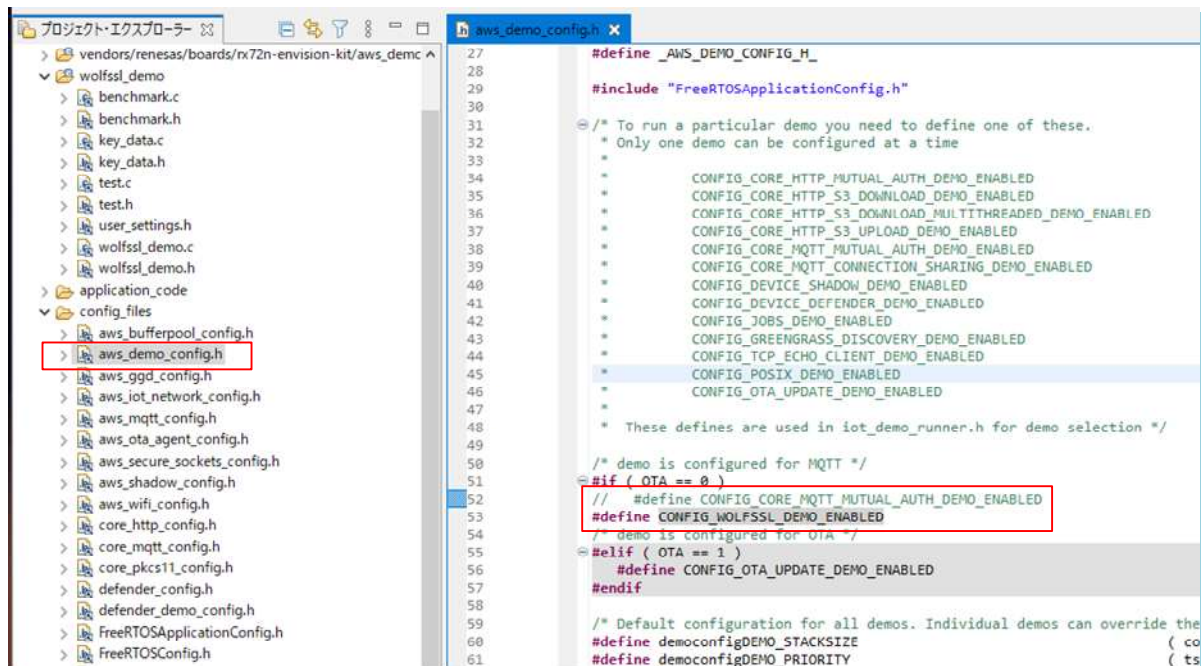 プロジェクト・エクスプローラー
vendors/renesas/boards/rx72n-envision-kit/aws_demc
wolfssl_demo
benchmark.c
benchmark.h
key_data.c
key_data.h
test.c
test.h
user_settings.h
wolfssl_demo.c
wolfssl_demo.h
application_code
config_files
aws_bufferpool_config.h
aws_demo_config.h
aws_ggd_config.h
aws_iot_network_config.h
aws_mqtt_config.h
aws_ota_agent_config.h
aws_secure_sockets_config.h
aws_shadow_config.h
aws_wifi_config.h
core_http_config.h
core_mqtt_config.h
core_pkcs11_config.h
defender_config.h
defender_demo_config.h
FreeRTOSApplicationConfig.h
FreeRTOSConfig.h
aws_demo_config.h
27 #define _AWS_DEMO_CONFIG_H_
28
29 #include "FreeRTOSApplicationConfig.h"
30
31 /* To run a particular demo you need to define one of these.
32 * Only one demo can be configured at a time
33 *
34 * CONFIG_CORE_HTTP_MUTUAL_AUTH_DEMO_ENABLED
35 * CONFIG_CORE_HTTP_S3_DOWNLOAD_DEMO_ENABLED
36 * CONFIG_CORE_HTTP_S3_DOWNLOAD_MULTITHREADED_DEMO_ENABLED
37 * CONFIG_CORE_HTTP_S3_UPLOAD_DEMO_ENABLED
38 * CONFIG_CORE_MQTT_MUTUAL_AUTH_DEMO_ENABLED
39 * CONFIG_CORE_MQTT_CONNECTION_SHARING_DEMO_ENABLED
40 * CONFIG_DEVICE_SHADOW_DEMO_ENABLED
41 * CONFIG_DEVICE_DEFENDER_DEMO_ENABLED
42 * CONFIG_JOBS_DEMO_ENABLED
43 * CONFIG_GREENGRASS_DISCOVERY_DEMO_ENABLED
44 * CONFIG_TCP_ECHO_CLIENT_DEMO_ENABLED
45 * CONFIG_POSIX_DEMO_ENABLED
46 * CONFIG_OTA_UPDATE_DEMO_ENABLED
47 *
48 * These defines are used in iot_demo_runner.h for demo selection */
49
50 /* demo is configured for MQTT */
51 #if ( OTA == 0 )
52 // #define CONFIG_CORE_MQTT_MUTUAL_AUTH_DEMO_ENABLED
53 #define CONFIG_WOLFSSL_DEMO_ENABLED
54 /* demo is configured for OTA */
55 #elif ( OTA == 1 )
56 #define CONFIG_OTA_UPDATE_DEMO_ENABLED
57 #endif
58
59 /* Default configuration for all demos. Individual demos can override the
60 #define democonfigDEMO_STACKSIZE ( co
61 #define democonfigDEMO_PRIORITY ( ts